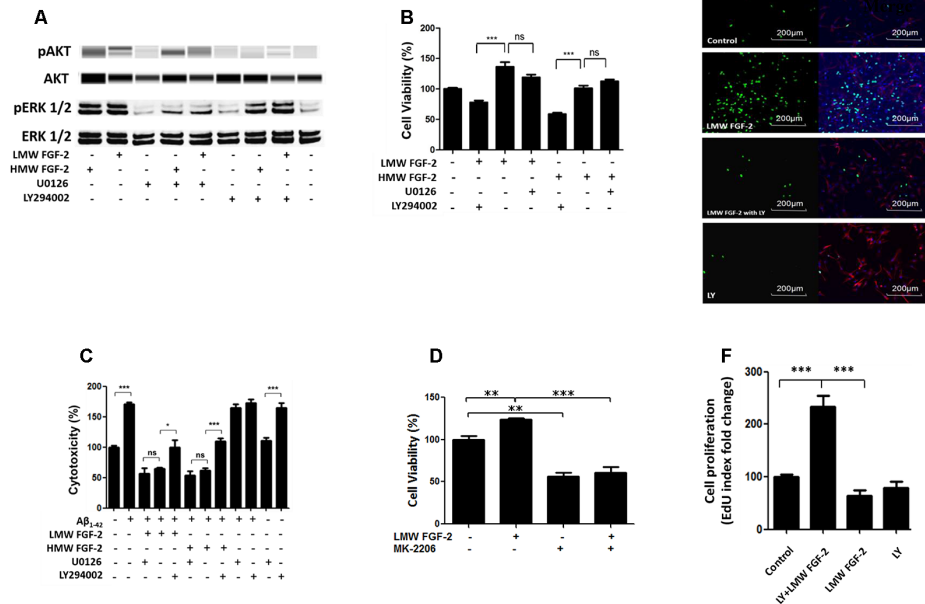 A
pAKT
AKT
pERK 1/2
ERK 1/2
LMW FGF-2 - + - - + - - + -
HMW FGF-2 + - - + - - + - -
U0126 - - + + + - - - -
LY294002 - - - - - + + + -
B
Cell Viability (%)
200
150
100
50
0
*** ns *** ns
LMW FGF-2 - + + + - - -
HMW FGF-2 - - - - + + +
U0126 - - - + - - +
LY294002 - + - - + - -
Control 200µm 200µm
LMW FGF-2 200µm 200µm
LMW FGF-2 with LY 200µm 200µm
LY 200µm 200µm
C
Cytotoxicity (%)
200
150
100
50
0
*** ns * ns *** ***
Aβ1-42 - + + + + + + + + + - -
LMW FGF-2 - - + + + - - - - - - -
HMW FGF-2 - - - - - + + + - - - -
U0126 - - + - - + - - + - + -
LY294002 - - - - + - - + - + - +
D
Cell Viability (%)
150
100
50
0
** ***
**
LMW FGF-2 - + - +
MK-2206 - - + +
F
Cell proliferation
(EdU index fold change)
300
200
100
0
*** ***
Control
LY+LMW FGF-2
LMW FGF-2
LY